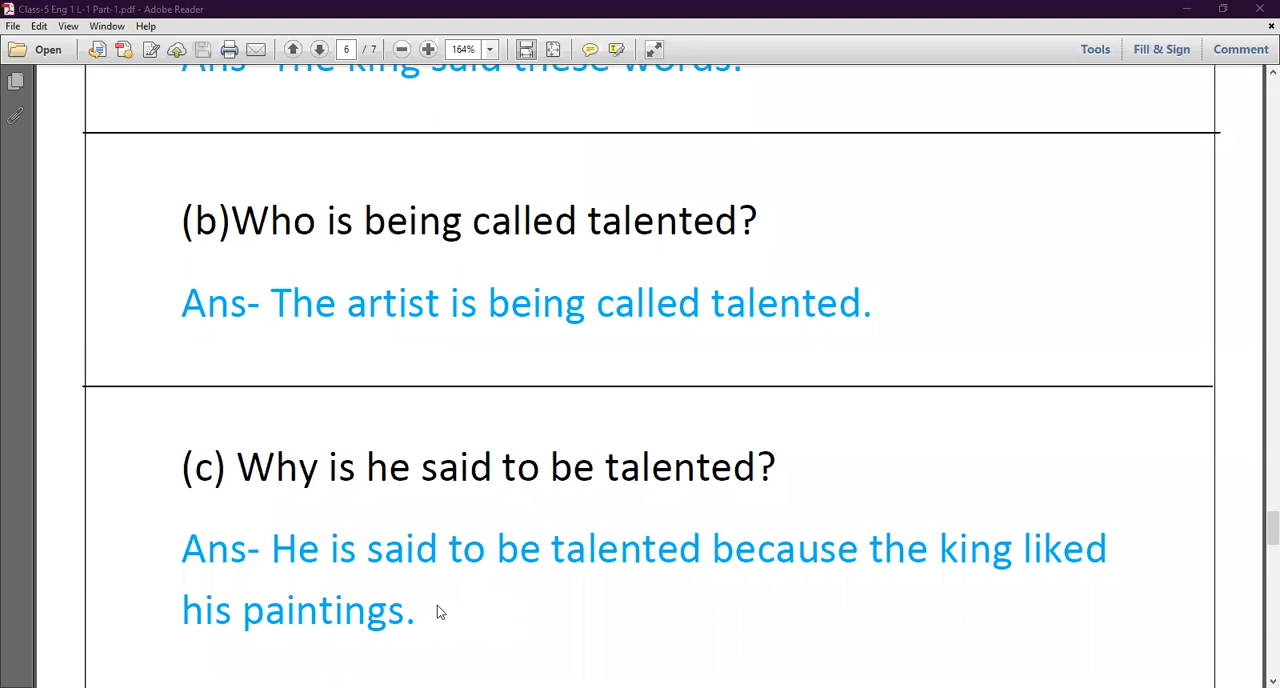 Class-5 Eng 1 L-1 Part-1.pdf - Adobe Reader
File Edit View Window Help
Open 6 / 7 164% Tools Fill & Sign Comment
Ans- The king said these words.
(b)Who is being called talented?
Ans- The artist is being called talented.
(c) Why is he said to be talented?
Ans- He is said to be talented because the king liked
his paintings.